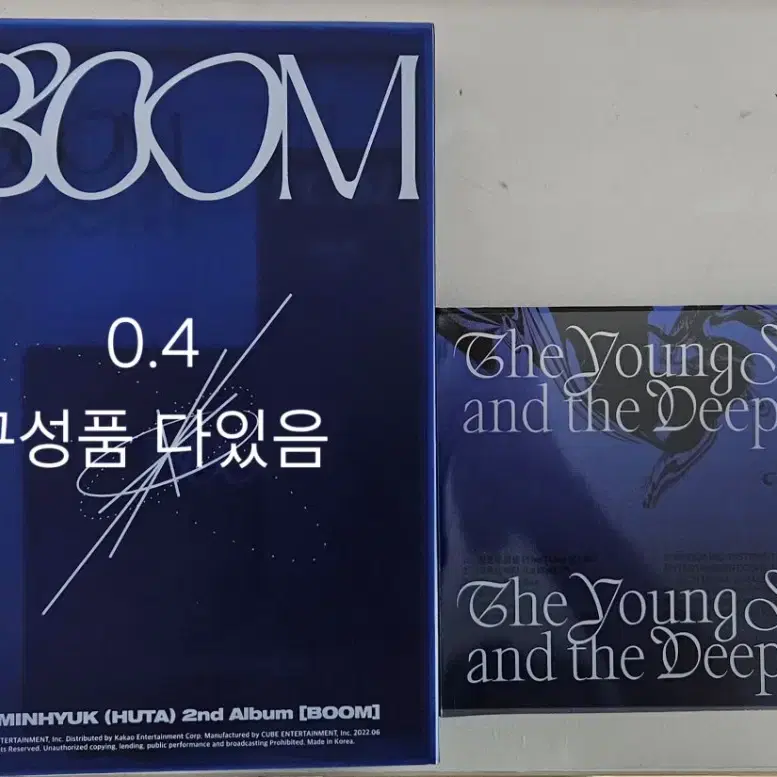 BOOM
0.4
구성품 다있음
MINHYUK (HUTA) 2nd Album [BOOM]
ENTERTAINMENT, Inc. Distributed by Kakao Entertainment Corp. Manufactured by CUBE ENTERTAINMENT, Inc. 2022.06
Reserved. Unauthorized copying, lending, public performance and broadcasting Prohibited. Made in Korea.
The Young
and the Deep
The Young
and the Deep